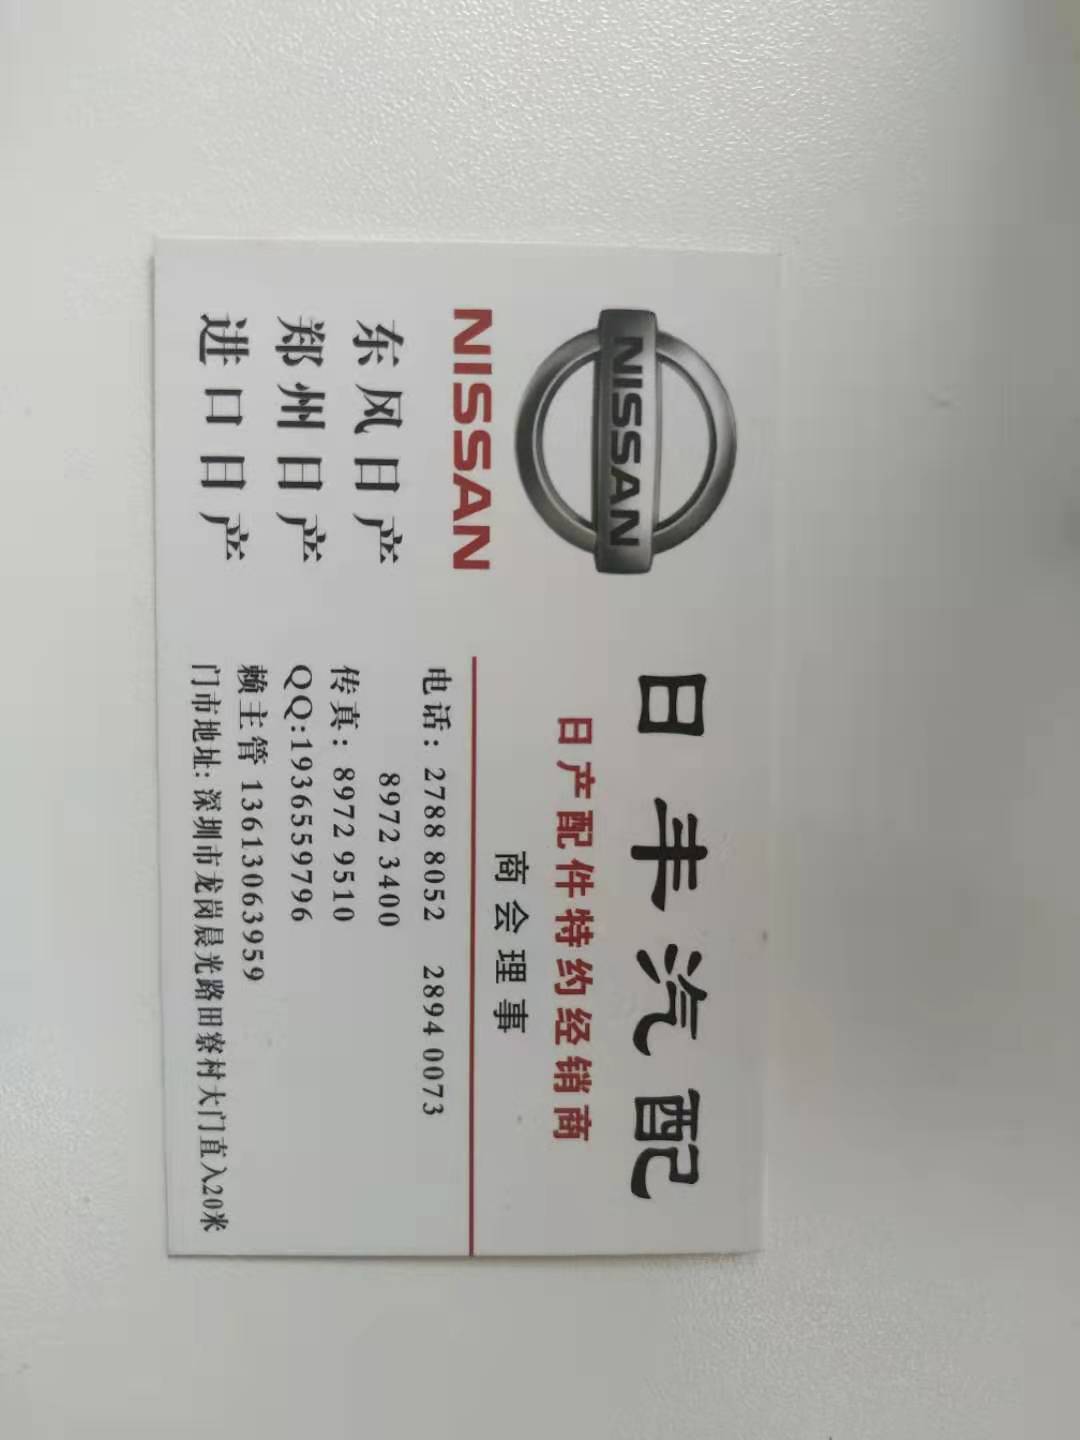 NISSAN
NISSAN
东风日产
郑州日产
进口日产
日丰汽配
日产配件特约经销商
商会理事
电话：2788 8052 2894 0073
8972 3400
传真：8972 9510
QQ:1936559796
赖主管 13613063959
门市地址: 深圳市龙岗晨光路田寮村大门直入20米